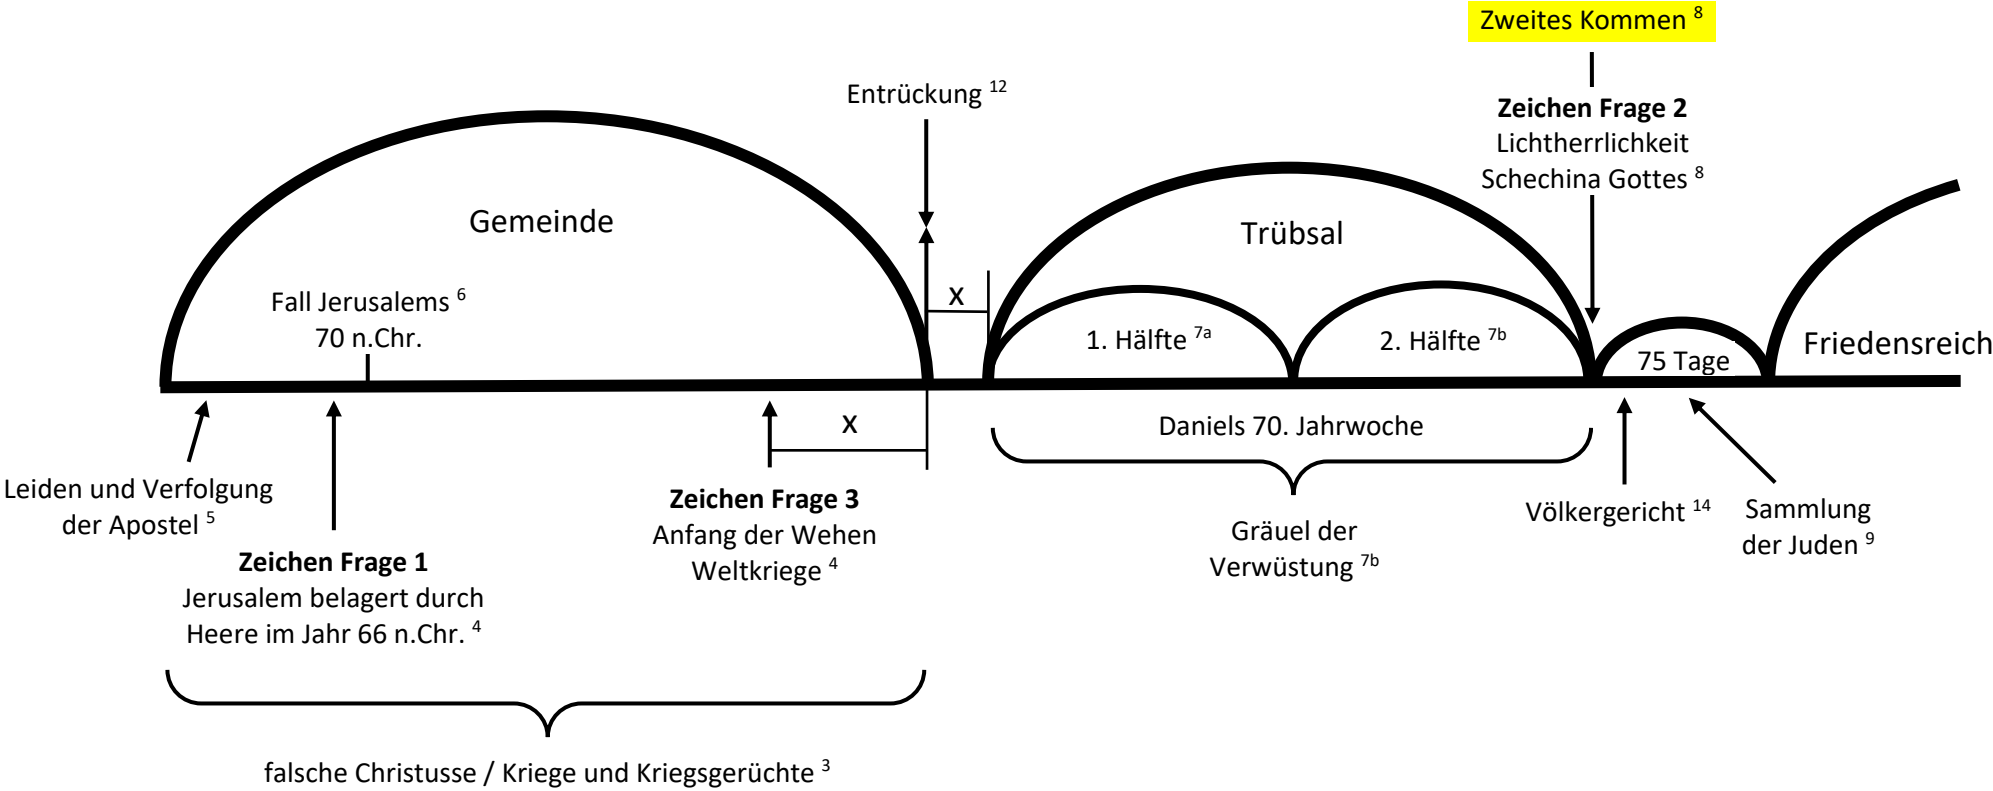 Zweites Kommen ⁸
Entrückung ¹²
Zeichen Frage 2
Lichtherrlichkeit
Schechina Gottes ⁸
Gemeinde
Trübsal
Fall Jerusalems ⁶
70 n.Chr.
x
1. Hälfte ⁷ᵃ
2. Hälfte ⁷ᵇ
75 Tage
Friedensreich
x
Daniels 70. Jahrwoche
Leiden und Verfolgung
der Apostel ⁵
Zeichen Frage 1
Jerusalem belagert durch
Heere im Jahr 66 n.Chr. ⁴
Zeichen Frage 3
Anfang der Wehen
Weltkriege ⁴
Gräuel der
Verwüstung ⁷ᵇ
Völkergericht ¹⁴
Sammlung
der Juden ⁹
falsche Christusse / Kriege und Kriegsgerüchte ³